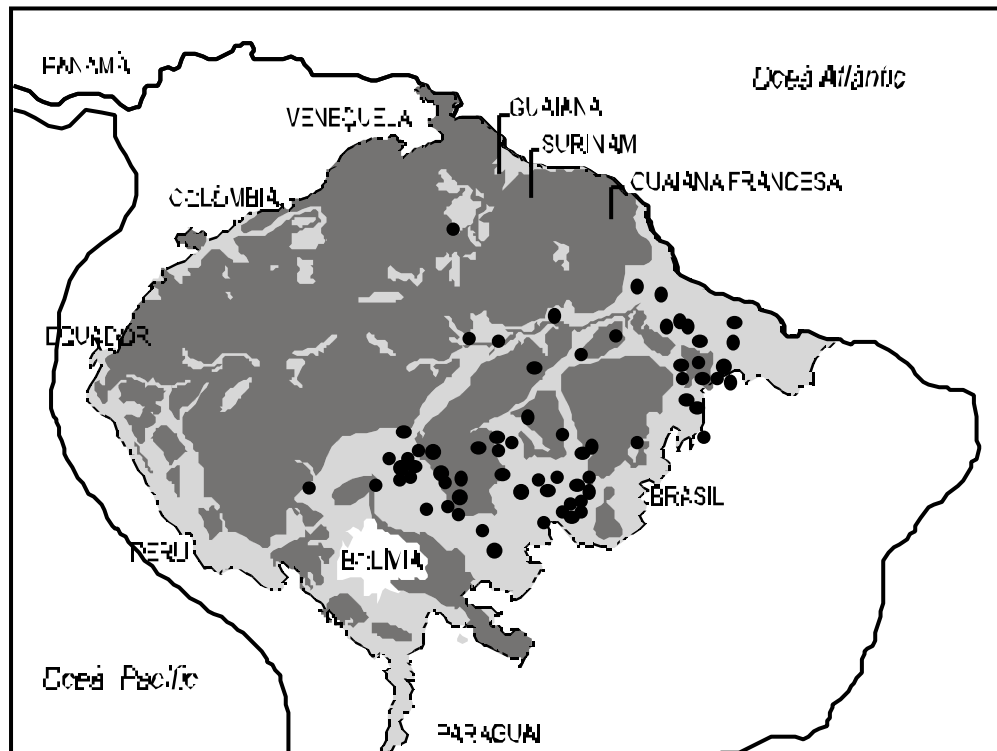 PANAMÀ
Oceà Atlàntic
VENEÇUELA
GUAIANA
SURINAM
COLÒMBIA
GUAIANA FRANCESA
EQUADOR
BRASIL
PERÚ
BOLÍVIA
Oceà Pacífic
PARAGUAI